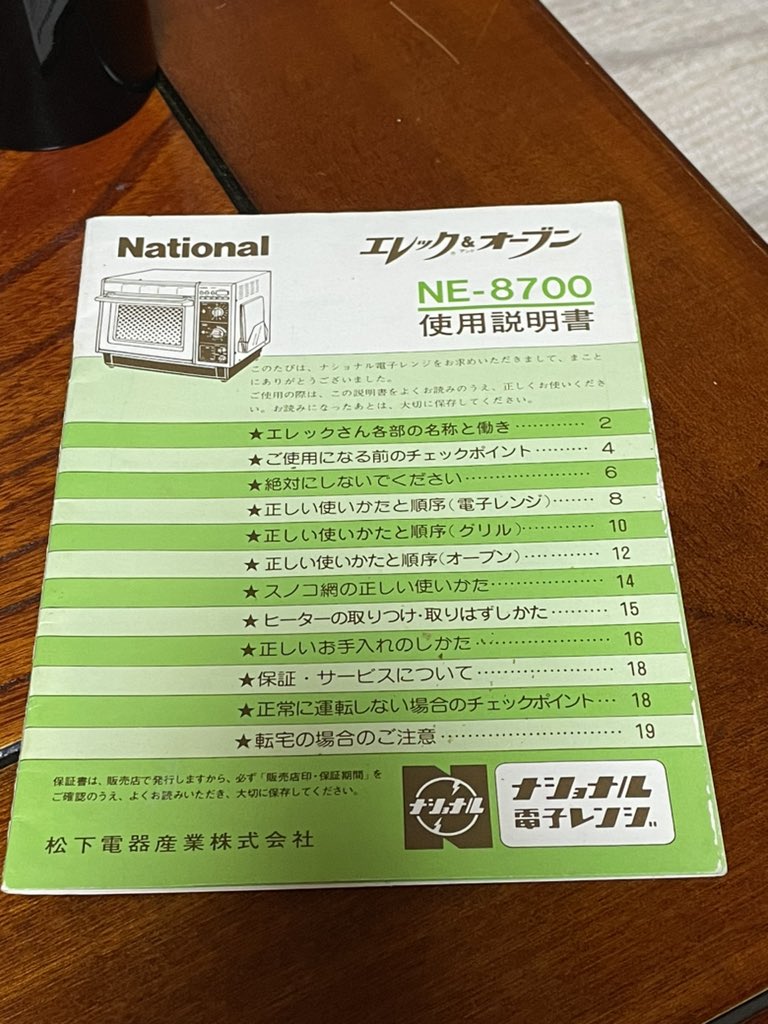 National
エレック&オーブン
NE-8700
使用説明書
このたびは、ナショナル電子レンジをお求めいただきまして、まこと
にありがとうございました。
ご使用の際は、この説明書をよくお読みのうえ、正しくお使いくださ
い。お読みになったあとは、大切に保存してください。
★エレックさん各部の名称と働き…………2
★ご使用になる前のチェックポイント………4
★絶対にしないでください……………6
★正しい使いかたと順序(電子レンジ)……8
★正しい使いかたと順序(グリル)………10
★正しい使いかたと順序(オーブン)…………12
★スノコ網の正しい使いかた………………14
★ヒーターの取りつけ・取りはずしかた………15
★正しいお手入れのしかた………………16
★保証・サービスについて………………18
★正常に運転しない場合のチェックポイント…18
★転宅の場合のご注意………………………19
保証書は、販売店で発行しますから、必ず「販売店印・保証期間」を
ご確認のうえ、よくお読みいただき、大切に保存してください。
松下電器産業株式会社
ナショナル
ナショナル
電子レンジ